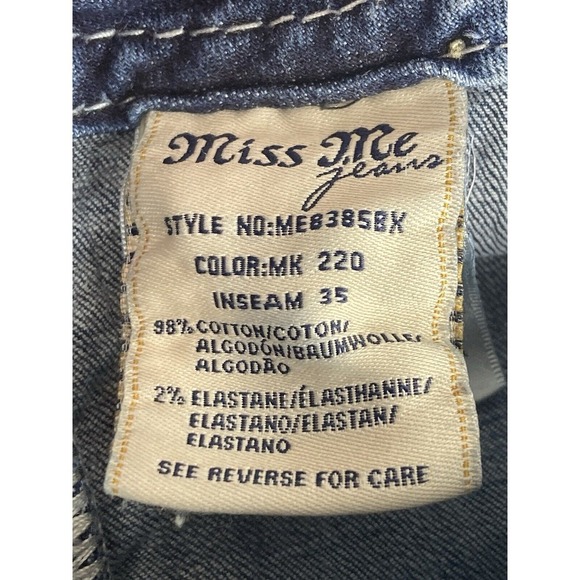 Miss Me
jeans
STYLE NO:ME8385BX
COLOR:MK 220
INSEAM 35
98% COTTON/COTON/
ALGODÓN/BAUMWOLLE/
ALGODÃO
2% ELASTANE/ÉLASTHANNE/
ELASTANO/ELASTAN/
ELASTANO
SEE REVERSE FOR CARE